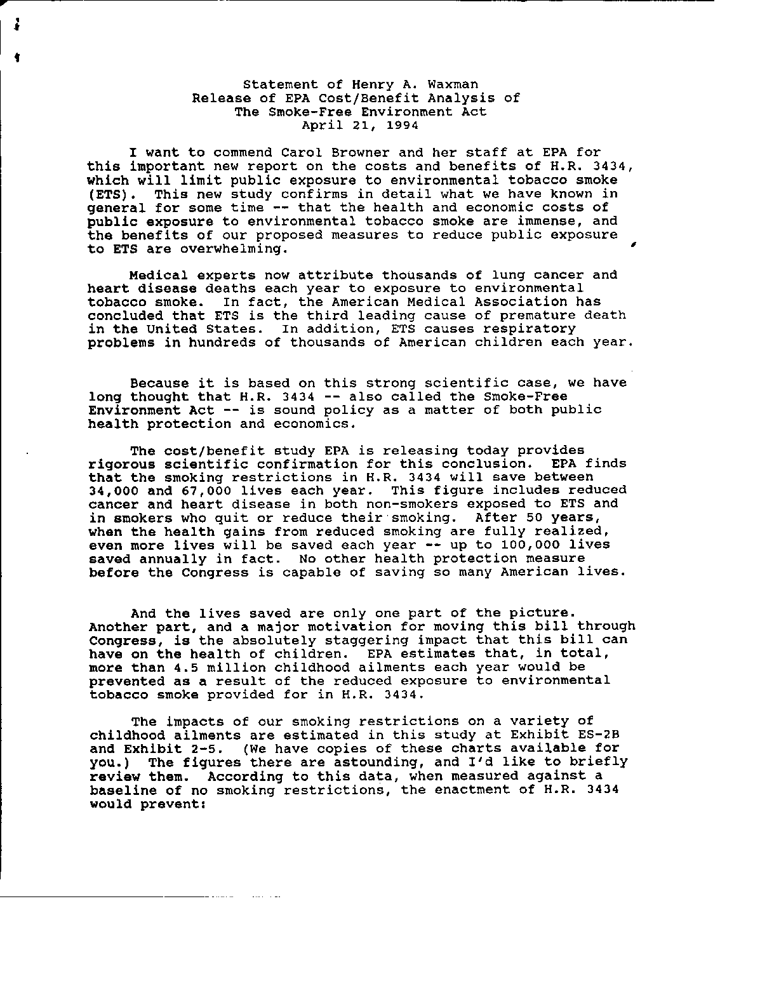 Statement of Henry A. Waxman
Release of EPA Cost/Benefit Analysis of
The Smoke-Free Environment Act
April 21, 1994
I want to commend Carol Browner and her staff at EPA for
this important new report on the costs and benefits of H.R. 3434,
which will limit public exposure to environmental tobacco smoke
(ETS). This new study confirms in detail what we have known in
general for some time -- that the health and economic costs of
public exposure to environmental tobacco smoke are immense, and
the benefits of our proposed measures to reduce public exposure
to ETS are overwhelming.
Medical experts now attribute thousands of lung cancer and
heart disease deaths each year to exposure to environmental
tobacco smoke. In fact, the American Medical Association has
concluded that ETS is the third leading cause of premature death
in the United States. In addition, ETS causes respiratory
problems in hundreds of thousands of American children each year.
Because it is based on this strong scientific case, we have
long thought that H.R. 3434 -- also called the Smoke-Free
Environment Act -- is sound policy as a matter of both public
health protection and economics.
The cost/benefit study EPA is releasing today provides
rigorous scientific confirmation for this conclusion. EPA finds
that the smoking restrictions in H.R. 3434 will save between
34,000 and 67,000 lives each year. This figure includes reduced
cancer and heart disease in both non-smokers exposed to ETS and
in smokers who quit or reduce their smoking. After 50 years,
when the health gains from reduced smoking are fully realized,
even more lives will be saved each year -- up to 100,000 lives
saved annually in fact. No other health protection measure
before the Congress is capable of saving so many American lives.
And the lives saved are only one part of the picture.
Another part, and a major motivation for moving this bill through
Congress, is the absolutely staggering impact that this bill can
have on the health of children. EPA estimates that, in total,
more than 4.5 million childhood ailments each year would be
prevented as a result of the reduced exposure to environmental
tobacco smoke provided for in H.R. 3434.
The impacts of our smoking restrictions on a variety of
childhood ailments are estimated in this study at Exhibit ES-2B
and Exhibit 2-5. (We have copies of these charts available for
you.) The figures there are astounding, and I'd like to briefly
review them. According to this data, when measured against a
baseline of no smoking restrictions, the enactment of H.R. 3434
would prevent: